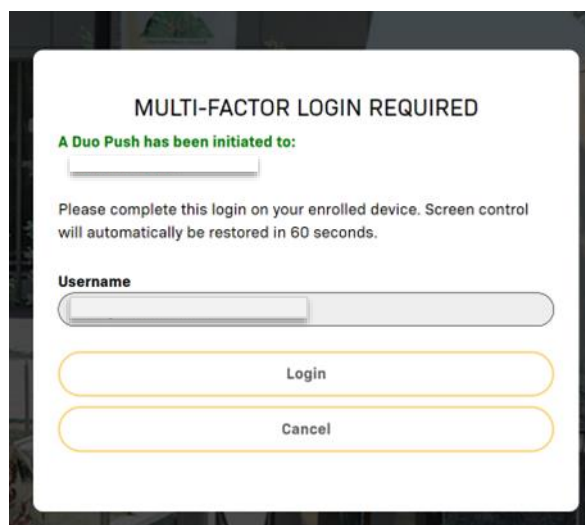 MULTI-FACTOR LOGIN REQUIRED
A Duo Push has been initiated to:
Please complete this login on your enrolled device. Screen control
will automatically be restored in 60 seconds.
Username
Login
Cancel